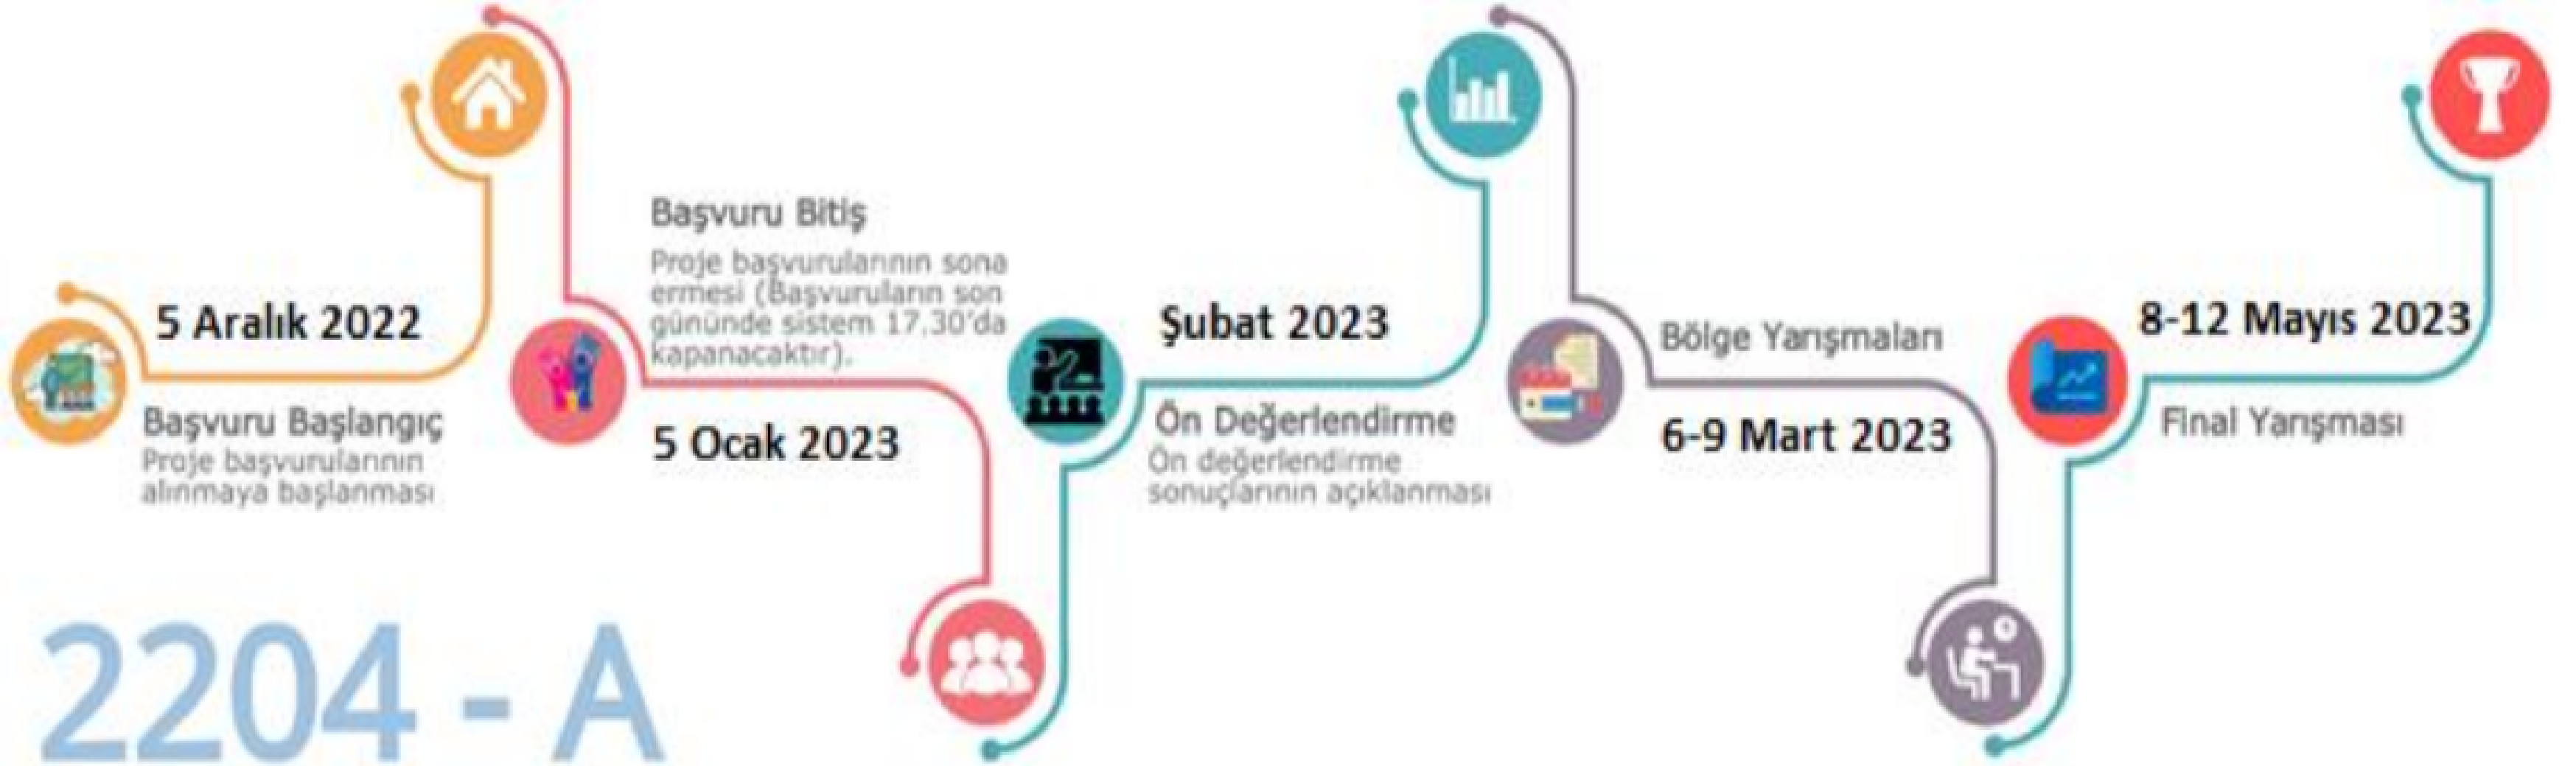 5 Aralık 2022
Başvuru Başlangıç
Proje başvurularının
alınmaya başlanması
Başvuru Bitiş
Proje başvurularının sona
ermesi (Başvuruların son
gününde sistem 17.30'da
kapanacaktır).
5 Ocak 2023
Şubat 2023
Ön Değerlendirme
Ön değerlendirme
sonuçlarının açıklanması
Bölge Yarışmaları
6-9 Mart 2023
8-12 Mayıs 2023
Final Yarışması
2204 - A